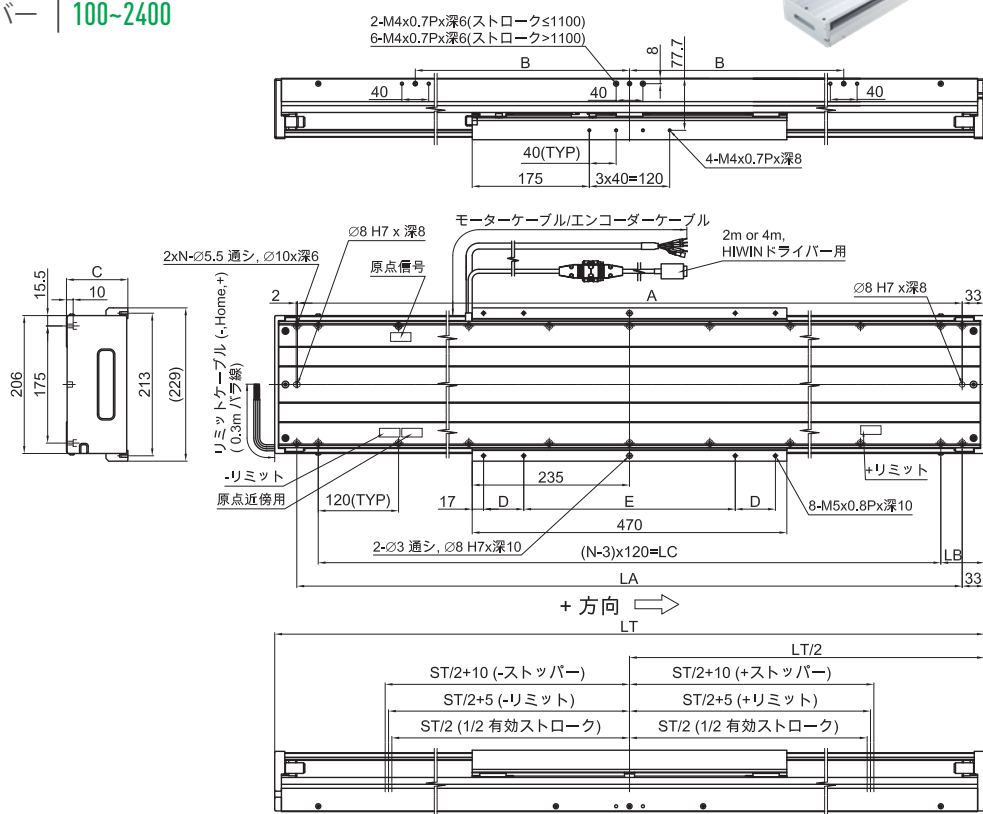 バー | 100~2400
2-M4x0.7Px深6(ストローク≤1100)
6-M4x0.7Px深6(ストローク>1100)
8
77.7
B
B
40
40
40
40(TYP)
4-M4x0.7Px深8
175
3x40=120
モーターケーブル/エンコーダーケーブル
2m or 4m,
HIWINドライバー用
∅8 H7 x 深8
2xN-∅5.5 通シ, ∅10x深6
原点信号
∅8 H7 x深8
C
15.5
10
2
A
33
206
175
213
(229)
リミットケーブル (-,Home,+)
( 0.3m バラ線)
-リミット
原点近傍用
+リミット
120(TYP)
235
17
D
E
D
8-M5x0.8Px深10
470
2-∅3 通シ, ∅8 H7x深10
(N-3)x120=LC
LB
LA
33
+ 方向
LT
LT/2
ST/2+10 (-ストッパー)
ST/2+10 (+ストッパー)
ST/2+5 (-リミット)
ST/2+5 (+リミット)
ST/2 (1/2 有効ストローク)
ST/2 (1/2 有効ストローク)